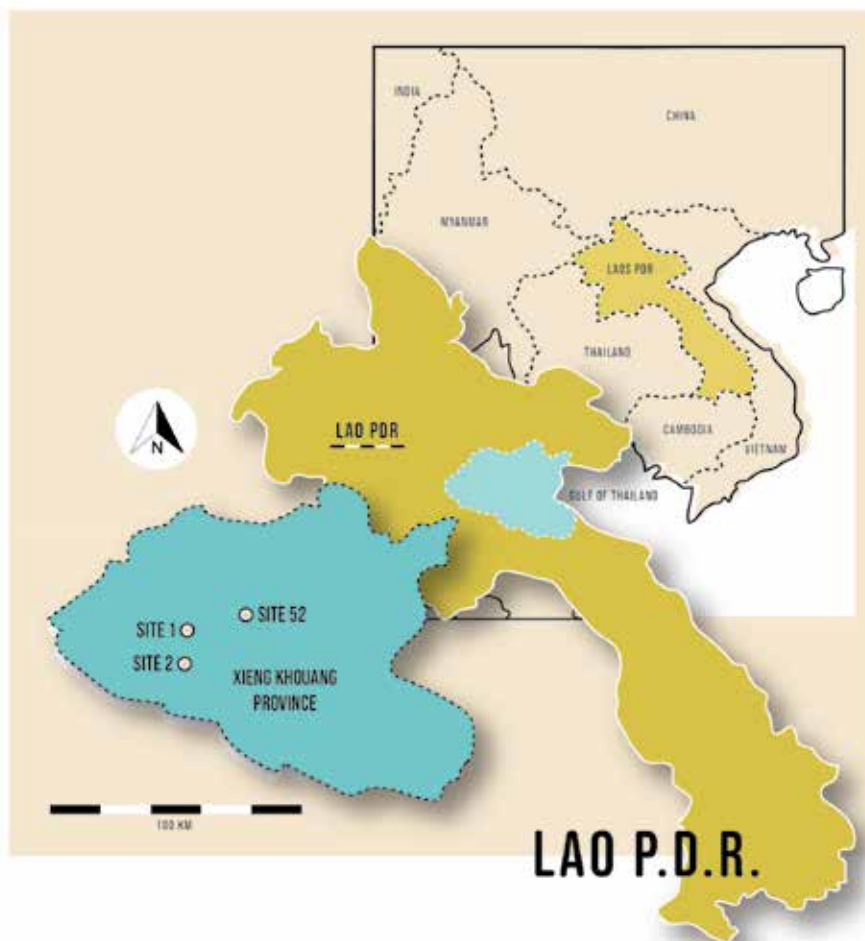 INDIA
CHINA
MYANMAR
LAOS PDR
THAILAND
LAO PDR
CAMBODIA
VIETNAM
N
GULF OF THAILAND
SITE 52
SITE 1
SITE 2
XIENG KHOUANG
PROVINCE
100 KM
LAO P.D.R.